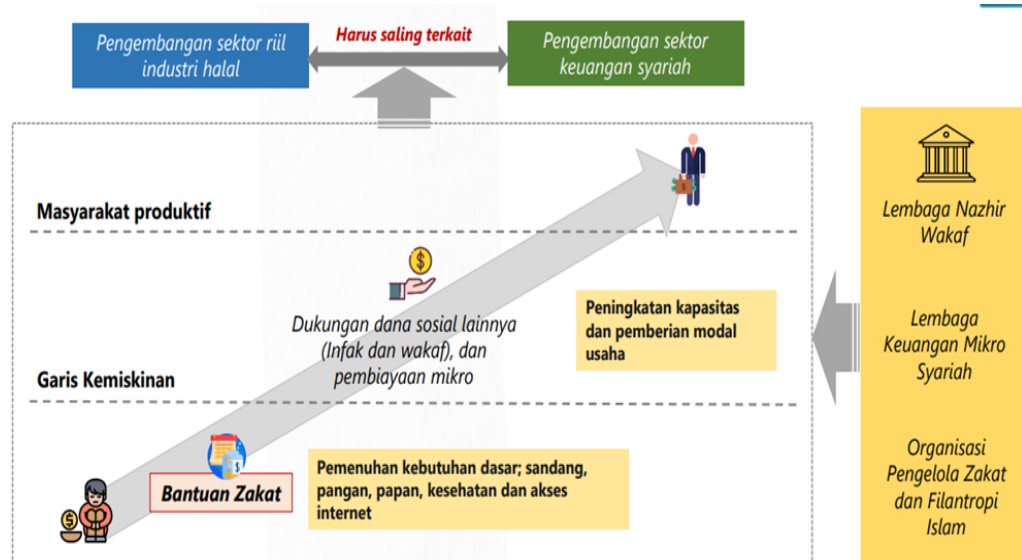 Pengembangan sektor riil
industri halal
Harus saling terkait
Pengembangan sektor
keuangan syariah
Masyarakat produktif
Dukungan dana sosial lainnya
(Infak dan wakaf), dan
pembiayaan mikro
Peningkatan kapasitas
dan pemberian modal
usaha
Garis Kemiskinan
Bantuan Zakat
Pemenuhan kebutuhan dasar; sandang,
pangan, papan, kesehatan dan akses
internet
Lembaga Nazhir
Wakaf
Lembaga
Keuangan Mikro
Syariah
Organisasi
Pengelola Zakat
dan Filantropi
Islam